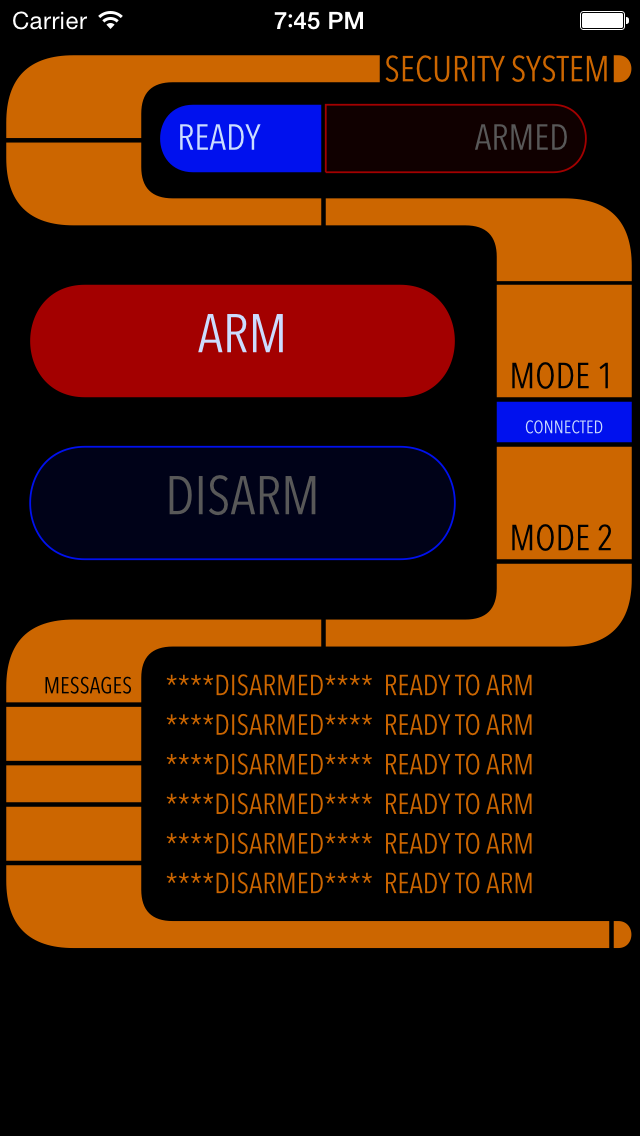 Carrier 7:45 PM
SECURITY SYSTEM
READY ARMED
ARM
MODE 1
CONNECTED
DISARM
MODE 2
MESSAGES
****DISARMED**** READY TO ARM
****DISARMED**** READY TO ARM
****DISARMED**** READY TO ARM
****DISARMED**** READY TO ARM
****DISARMED**** READY TO ARM
****DISARMED**** READY TO ARM